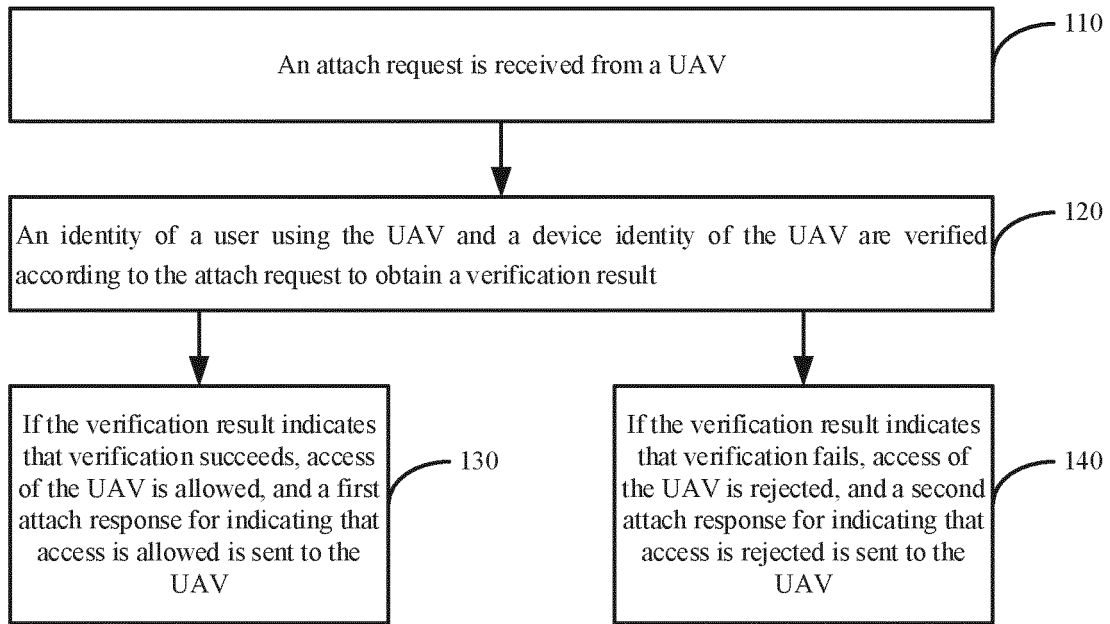 An attach request is received from a UAV
110
An identity of a user using the UAV and a device identity of the UAV are verified
according to the attach request to obtain a verification result
120
If the verification result indicates
that verification succeeds, access
of the UAV is allowed, and a first
attach response for indicating that
access is allowed is sent to the
UAV
130
If the verification result indicates
that verification fails, access of
the UAV is rejected, and a second
attach response for indicating that
access is rejected is sent to the
UAV
140